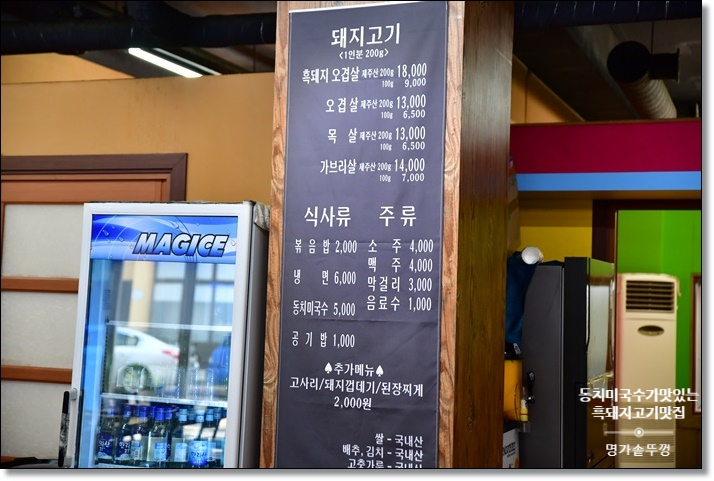 돼지고기
<1인분 200g>
흑돼지 오겹살 제주산 200g 18,000
100g 9,000
오겹살 제주산 200g 13,000
100g 6,500
목살 제주산 200g 13,000
100g 6,500
가브리살 제주산 200g 14,000
100g 7,000
식사류 주류
볶음밥 2,000 소주 4,000
맥주 4,000
냉면 6,000 막걸리 3,000
동치미국수 5,000 음료수 1,000
공기밥 1,000
♠추가메뉴♠
고사리/돼지껍데기/된장찌게
2,000원
쌀 - 국내산
배추, 김치 - 국내산
고춧가루 - 국내산
MAGICE
동치미국수가맛있는
흑돼지고기맛집
명가솥뚜껑